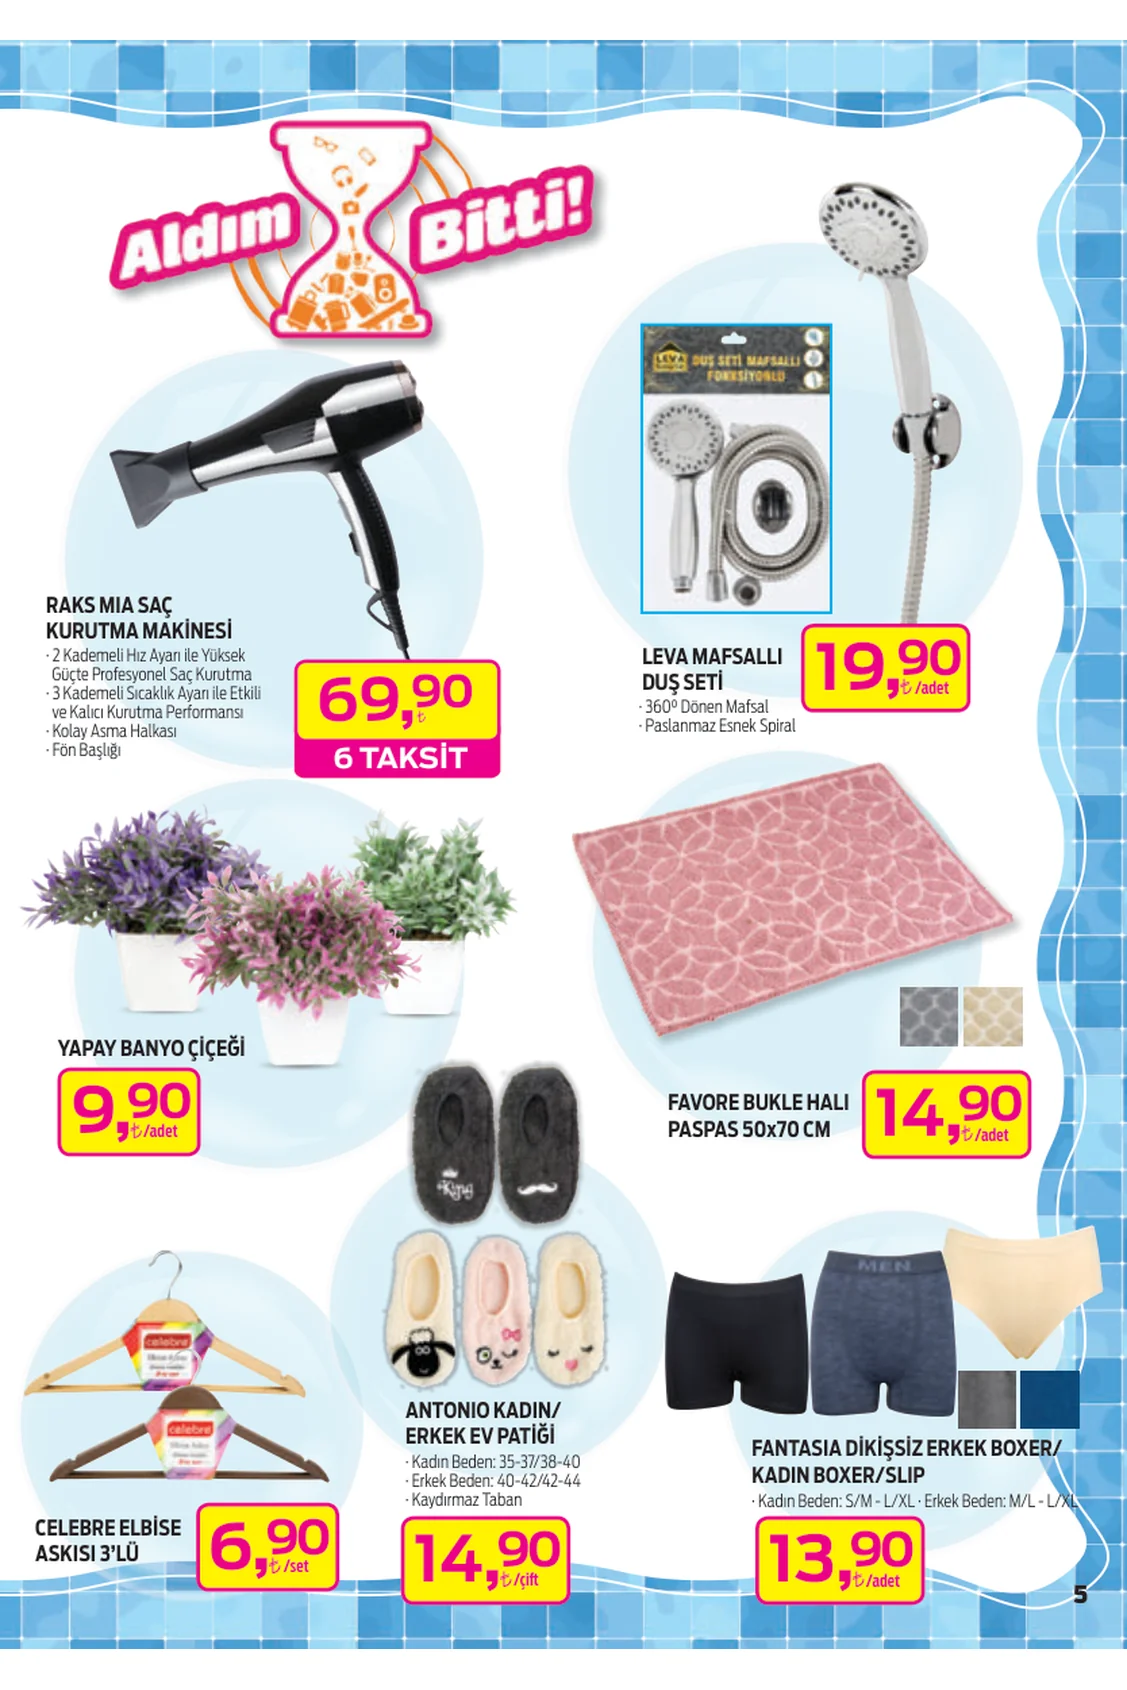 Aldım Bitti!
LEVA
DUŞ SETİ MAFSALLI
FONKSİYONLU
RAKS MIA SAÇ
KURUTMA MAKİNESİ
· 2 Kademeli Hız Ayarı ile Yüksek
Güçte Profesyonel Saç Kurutma
· 3 Kademeli Sıcaklık Ayarı ile Etkili
ve Kalıcı Kurutma Performansı
· Kolay Asma Halkası
· Fön Başlığı
69,90 ₺
6 TAKSİT
LEVA MAFSALLI
DUŞ SETİ
· 360⁰ Dönen Mafsal
· Paslanmaz Esnek Spiral
19,90 ₺/adet
YAPAY BANYO ÇİÇEĞİ
9,90 ₺/adet
FAVORE BUKLE HALI
PASPAS 50x70 CM
14,90 ₺/adet
King
celebre
celebre
CELEBRE ELBİSE
ASKISI 3'LÜ
6,90 ₺/set
ANTONIO KADIN/
ERKEK EV PATİĞİ
· Kadın Beden: 35-37/38-40
· Erkek Beden: 40-42/42-44
· Kaydırmaz Taban
14,90 ₺/çift
MEN
FANTASIA DİKİŞSİZ ERKEK BOXER/
KADIN BOXER/SLIP
· Kadın Beden: S/M - L/XL · Erkek Beden: M/L - L/XL
13,90 ₺/adet
5